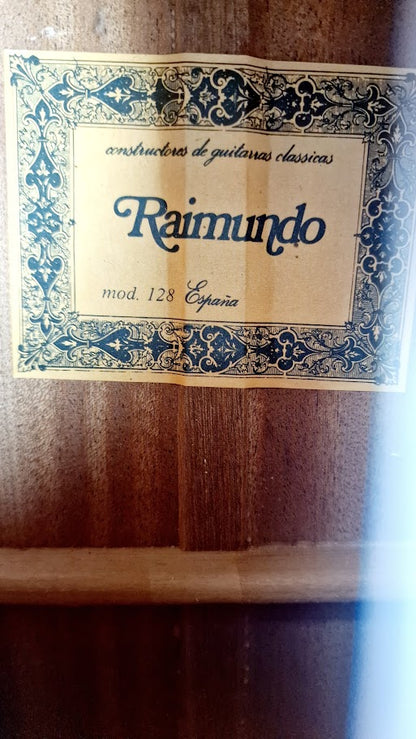 constructores de guitarras classicas
Raimundo
mod. 128 España